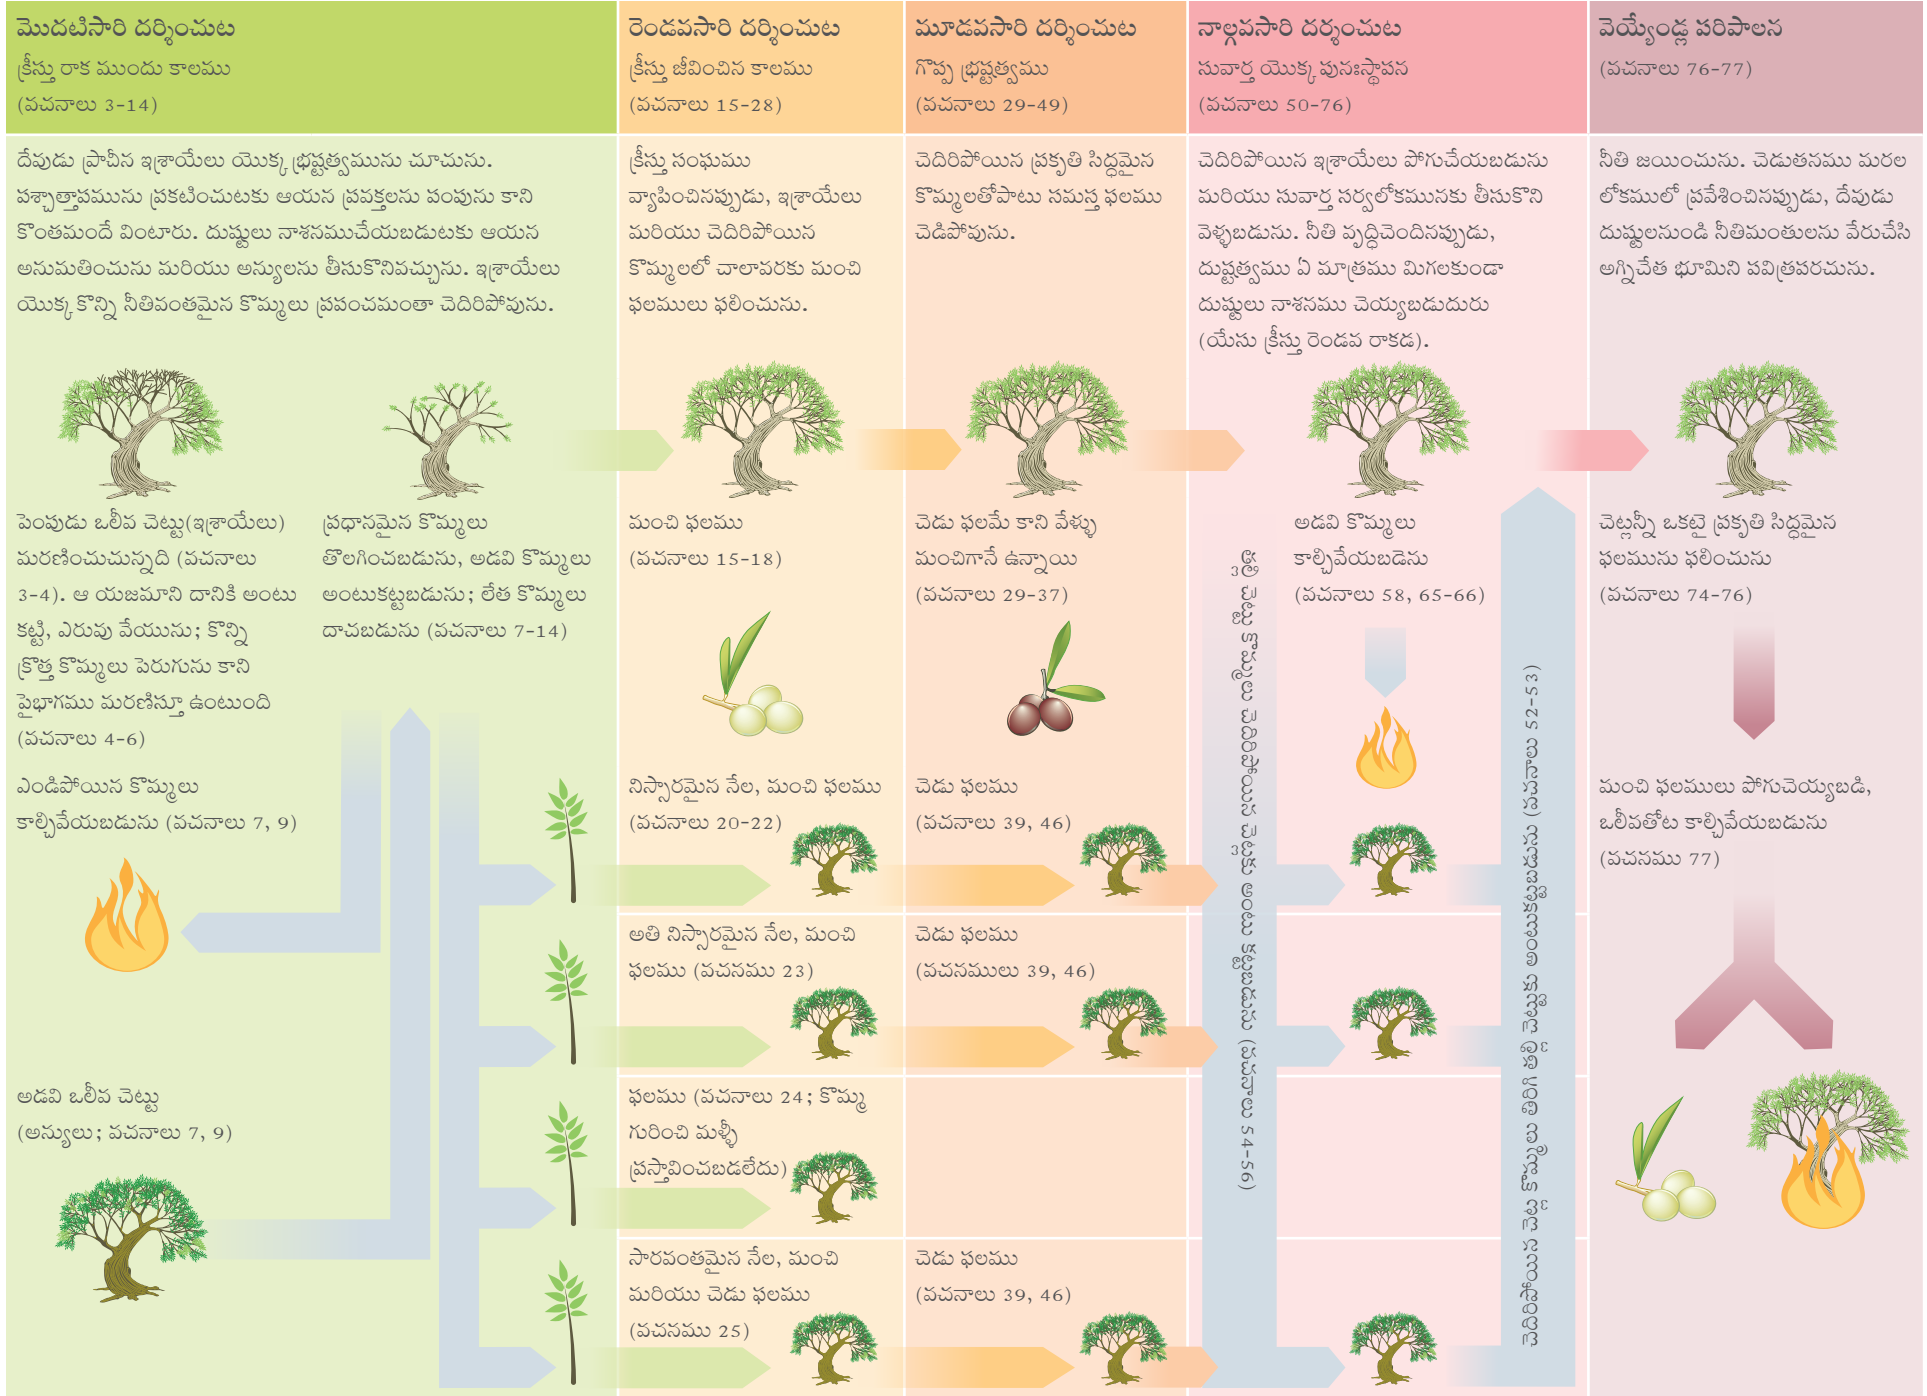 మొదటిసారి దర్శించుట
క్రీస్తు రాక ముందు కాలము
(వచనాలు 3-14)
రెండవసారి దర్శించుట
క్రీస్తు జీవించిన కాలము
(వచనాలు 15-28)
మూడవసారి దర్శించుట
గొప్ప భ్రష్టత్వము
(వచనాలు 29-49)
నాల్గవసారి దర్శంచుట
సువార్త యొక్క పునఃస్థాపన
(వచనాలు 50-76)
వెయ్యేండ్ల పరిపాలన
(వచనాలు 76-77)
దేవుడు ప్రాచీన ఇశ్రాయేలు యొక్క భ్రష్టత్వమును చూచును.
పశ్చాత్తాపమును ప్రకటించుటకు ఆయన ప్రవక్తలను పంపును కాని
కొంతమందే వింటారు. దుష్టులు నాశనముచేయబడుటకు ఆయన
అనుమతించును మరియు అన్యులను తీసుకొనివచ్చును. ఇశ్రాయేలు
యొక్క కొన్ని నీతివంతమైన కొమ్మలు ప్రపంచమంతా చెదిరిపోవును.
క్రీస్తు సంఘము
వ్యాపించినప్పుడు, ఇశ్రాయేలు
మరియు చెదిరిపోయిన
కొమ్మలలో చాలావరకు మంచి
ఫలములు ఫలించును.
చెదిరిపోయిన ప్రకృతి సిద్ధమైన
కొమ్మలతోపాటు సమస్త ఫలము
చెడిపోవును.
చెదిరిపోయిన ఇశ్రాయేలు పోగుచేయబడును
మరియు సువార్త సర్వలోకమునకు తీసుకొని
వెళ్ళబడును. నీతి వృద్ధిచెందినప్పుడు,
దుష్టత్వము ఏ మాత్రము మిగలకుండా
దుష్టులు నాశనము చెయ్యబడుదురు
(యేసు క్రీస్తు రెండవ రాకడ).
నీతి జయించును. చెడుతనము మరల
లోకములో ప్రవేశించినప్పుడు, దేవుడు
దుష్టులనుండి నీతిమంతులను వేరుచేసి
అగ్నిచేత భూమిని పవిత్రపరచును.
పెంపుడు ఒలీవ చెట్టు(ఇశ్రాయేలు)
మరణించుచున్నది (వచనాలు
3-4). ఆ యజమాని దానికి అంటు
కట్టి, ఎరువు వేయును; కొన్ని
క్రొత్త కొమ్మలు పెరుగును కాని
పైభాగము మరణిస్తూ ఉంటుంది
(వచనాలు 4-6)
ప్రధానమైన కొమ్మలు
తొలగించబడును, అడవి కొమ్మలు
అంటుకట్టబడును; లేత కొమ్మలు
దాచబడును (వచనాలు 7-14)
మంచి ఫలము
(వచనాలు 15-18)
చెడు ఫలమే కాని వేళ్ళు
మంచిగానే ఉన్నాయి
(వచనాలు 29-37)
అడవి కొమ్మలు
కాల్చివేయబడెను
(వచనాలు 58, 65-66)
చెట్లన్నీ ఒకటై ప్రకృతి సిద్ధమైన
ఫలమును ఫలించును
(వచనాలు 74-76)
ఎండిపోయిన కొమ్మలు
కాల్చివేయబడును (వచనాలు 7, 9)
నిస్సారమైన నేల, మంచి ఫలము
(వచనాలు 20-22)
చెడు ఫలము
(వచనాలు 39, 46)
తల్లి చెట్టు కొమ్మలు చెదిరిపోయిన చెట్లకు అంటు కట్టబడును (వచనాలు 54-56)
చెదిరిపోయిన చెట్ల కొమ్మలు తిరిగి తల్లి చెట్టుకు అంటుకట్టబడును (వచనాలు 52-53)
మంచి ఫలములు పోగుచెయ్యబడి,
ఒలీవతోట కాల్చివేయబడును
(వచనము 77)
అతి నిస్సారమైన నేల, మంచి
ఫలము (వచనము 23)
చెడు ఫలము
(వచనములు 39, 46)
అడవి ఒలీవ చెట్టు
(అన్యులు; వచనాలు 7, 9)
ఫలము (వచనాలు 24; కొమ్మ
గురించి మళ్ళీ
ప్రస్తావించబడలేదు)
సారవంతమైన నేల, మంచి
మరియు చెడు ఫలము
(వచనము 25)
చెడు ఫలము
(వచనాలు 39, 46)